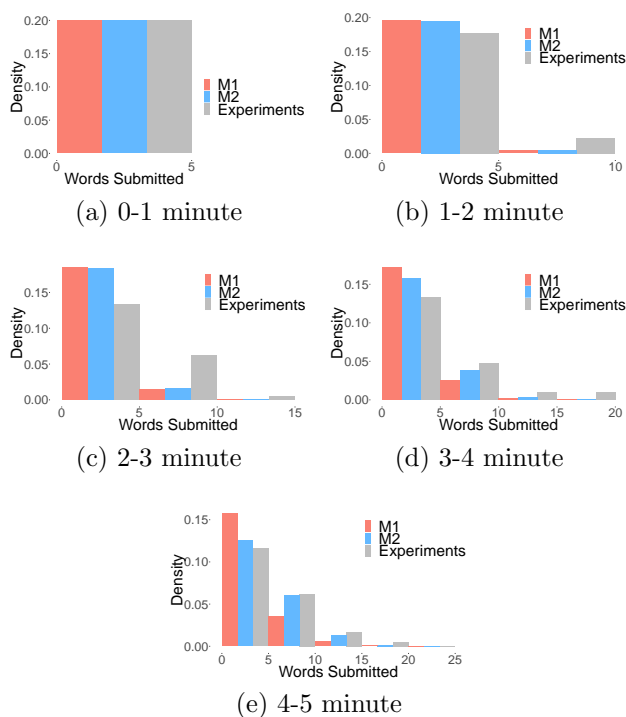 0.20
0.15
0.10
0.05
0.00
Density
M1
M2
Experiments
0
5
Words Submitted
(a) 0-1 minute
0.20
0.15
0.10
0.05
0.00
Density
M1
M2
Experiments
0
5
10
Words Submitted
(b) 1-2 minute
0.15
0.10
0.05
0.00
Density
M1
M2
Experiments
0
5
10
15
Words Submitted
(c) 2-3 minute
0.15
0.10
0.05
0.00
Density
M1
M2
Experiments
0
5
10
15
20
Words Submitted
(d) 3-4 minute
0.15
0.10
0.05
0.00
Density
M1
M2
Experiments
0
5
10
15
20
25
Words Submitted
(e) 4-5 minute